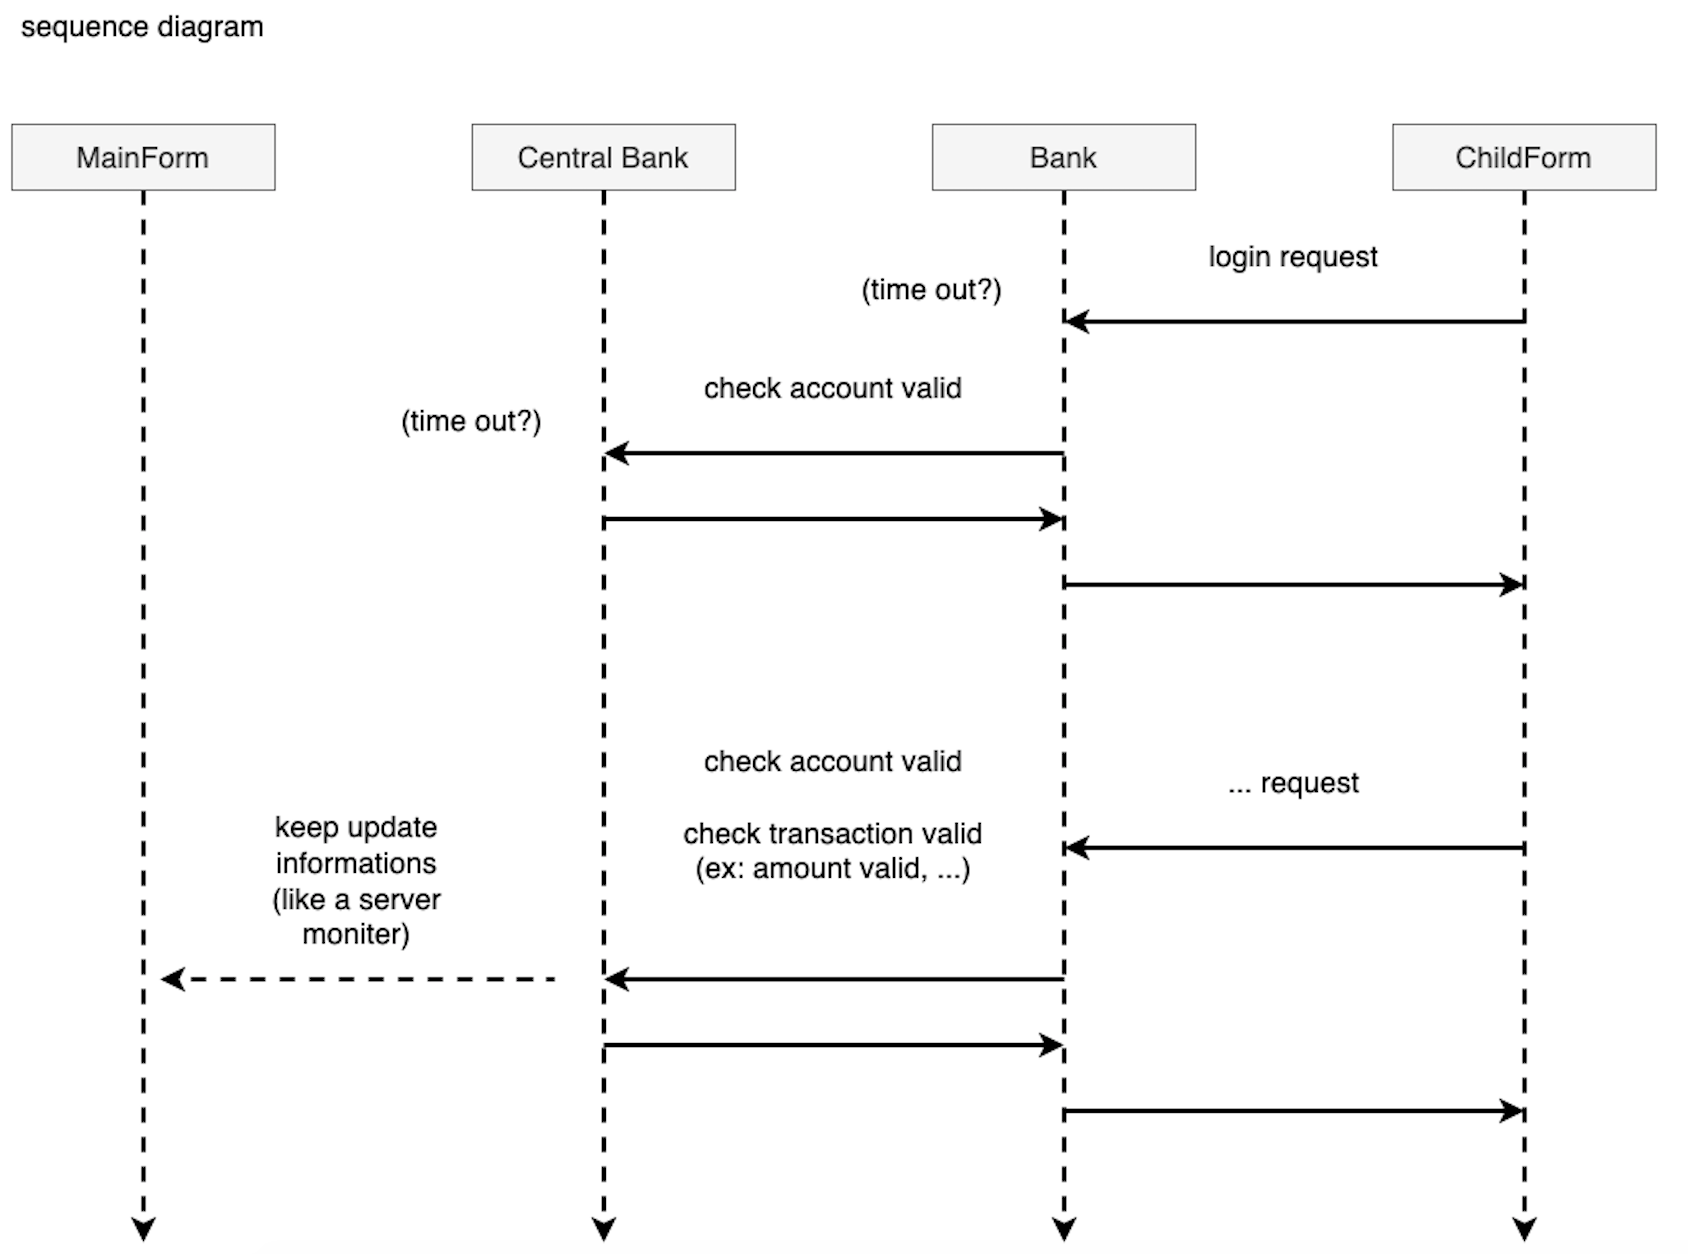 sequence diagram
MainForm
Central Bank
Bank
ChildForm
login request
(time out?)
check account valid
(time out?)
check account valid
... request
keep update
informations
(like a server
moniter)
check transaction valid
(ex: amount valid, ...)